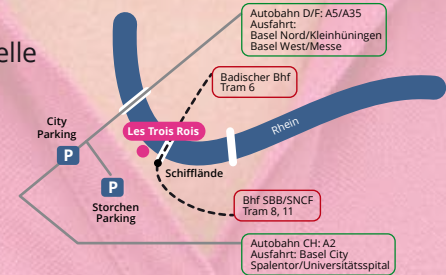 Autobahn D/F: A5/A35
Ausfahrt:
Basel Nord/Kleinhüningen
Basel West/Messe
elle
Badischer Bhf
Tram 6
City
Parking
Les Trois Rois
Rhein
P
Schifflände
P
Storchen
Parking
Bhf SBB/SNCF
Tram 8, 11
Autobahn CH: A2
Ausfahrt: Basel City
Spalentor/Universitätsspital